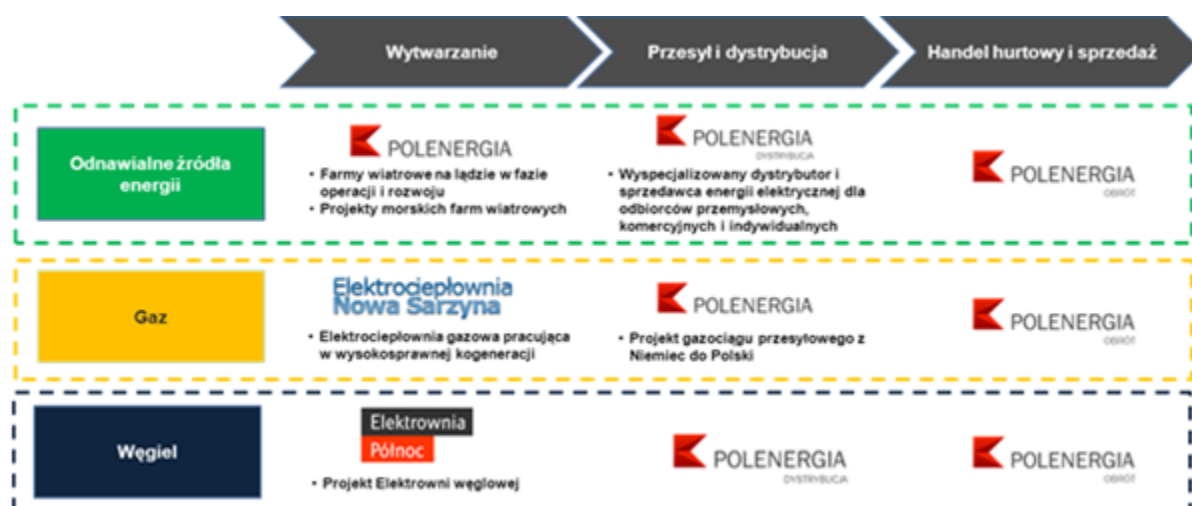 Wytwarzanie
Przesył i dystrybucja
Handel hurtowy i sprzedaż
Odnawialne źródła
energii
POLENERGIA
• Farmy wiatrowe na lądzie w fazie
operacji i rozwoju
• Projekty morskich farm wiatrowych
POLENERGIA
DYSTRYBUCJA
• Wyspecjalizowany dystrybutor i
sprzedawca energii elektrycznej dla
odbiorców przemysłowych,
komercyjnych i indywidualnych
POLENERGIA
OBRÓT
Gaz
Elektrociepłownia
Nowa Sarzyna
• Elektrociepłownia gazowa pracująca
w wysokosprawnej kogeneracji
POLENERGIA
• Projekt gazociągu przesyłowego z
Niemiec do Polski
POLENERGIA
OBRÓT
Węgiel
Elektrownia
Północ
• Projekt Elektrowni węglowej
POLENERGIA
DYSTRYBUCJA
POLENERGIA
OBRÓT